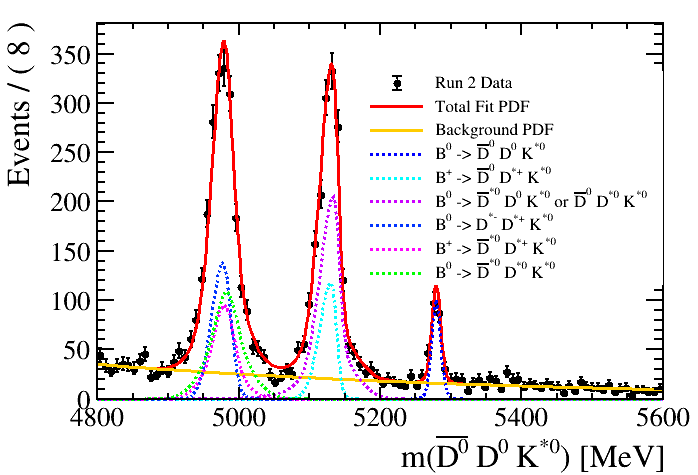 Events / ( 8 )
350
300
250
200
150
100
50
0
Run 2 Data
Total Fit PDF
Background PDF
B⁰ -> D̅⁰ D⁰ K*⁰
B⁺ -> D̅⁰ D*⁺ K*⁰
B⁰ -> D̅*⁰ D⁰ K*⁰ or D̅⁰ D*⁰ K*⁰
B⁰ -> D*⁻ D*⁺ K*⁰
B⁺ -> D̅*⁰ D*⁺ K*⁰
B⁰ -> D̅*⁰ D*⁰ K*⁰
4800 5000 5200 5400 5600
m(D̅⁰ D⁰ K*⁰) [MeV]